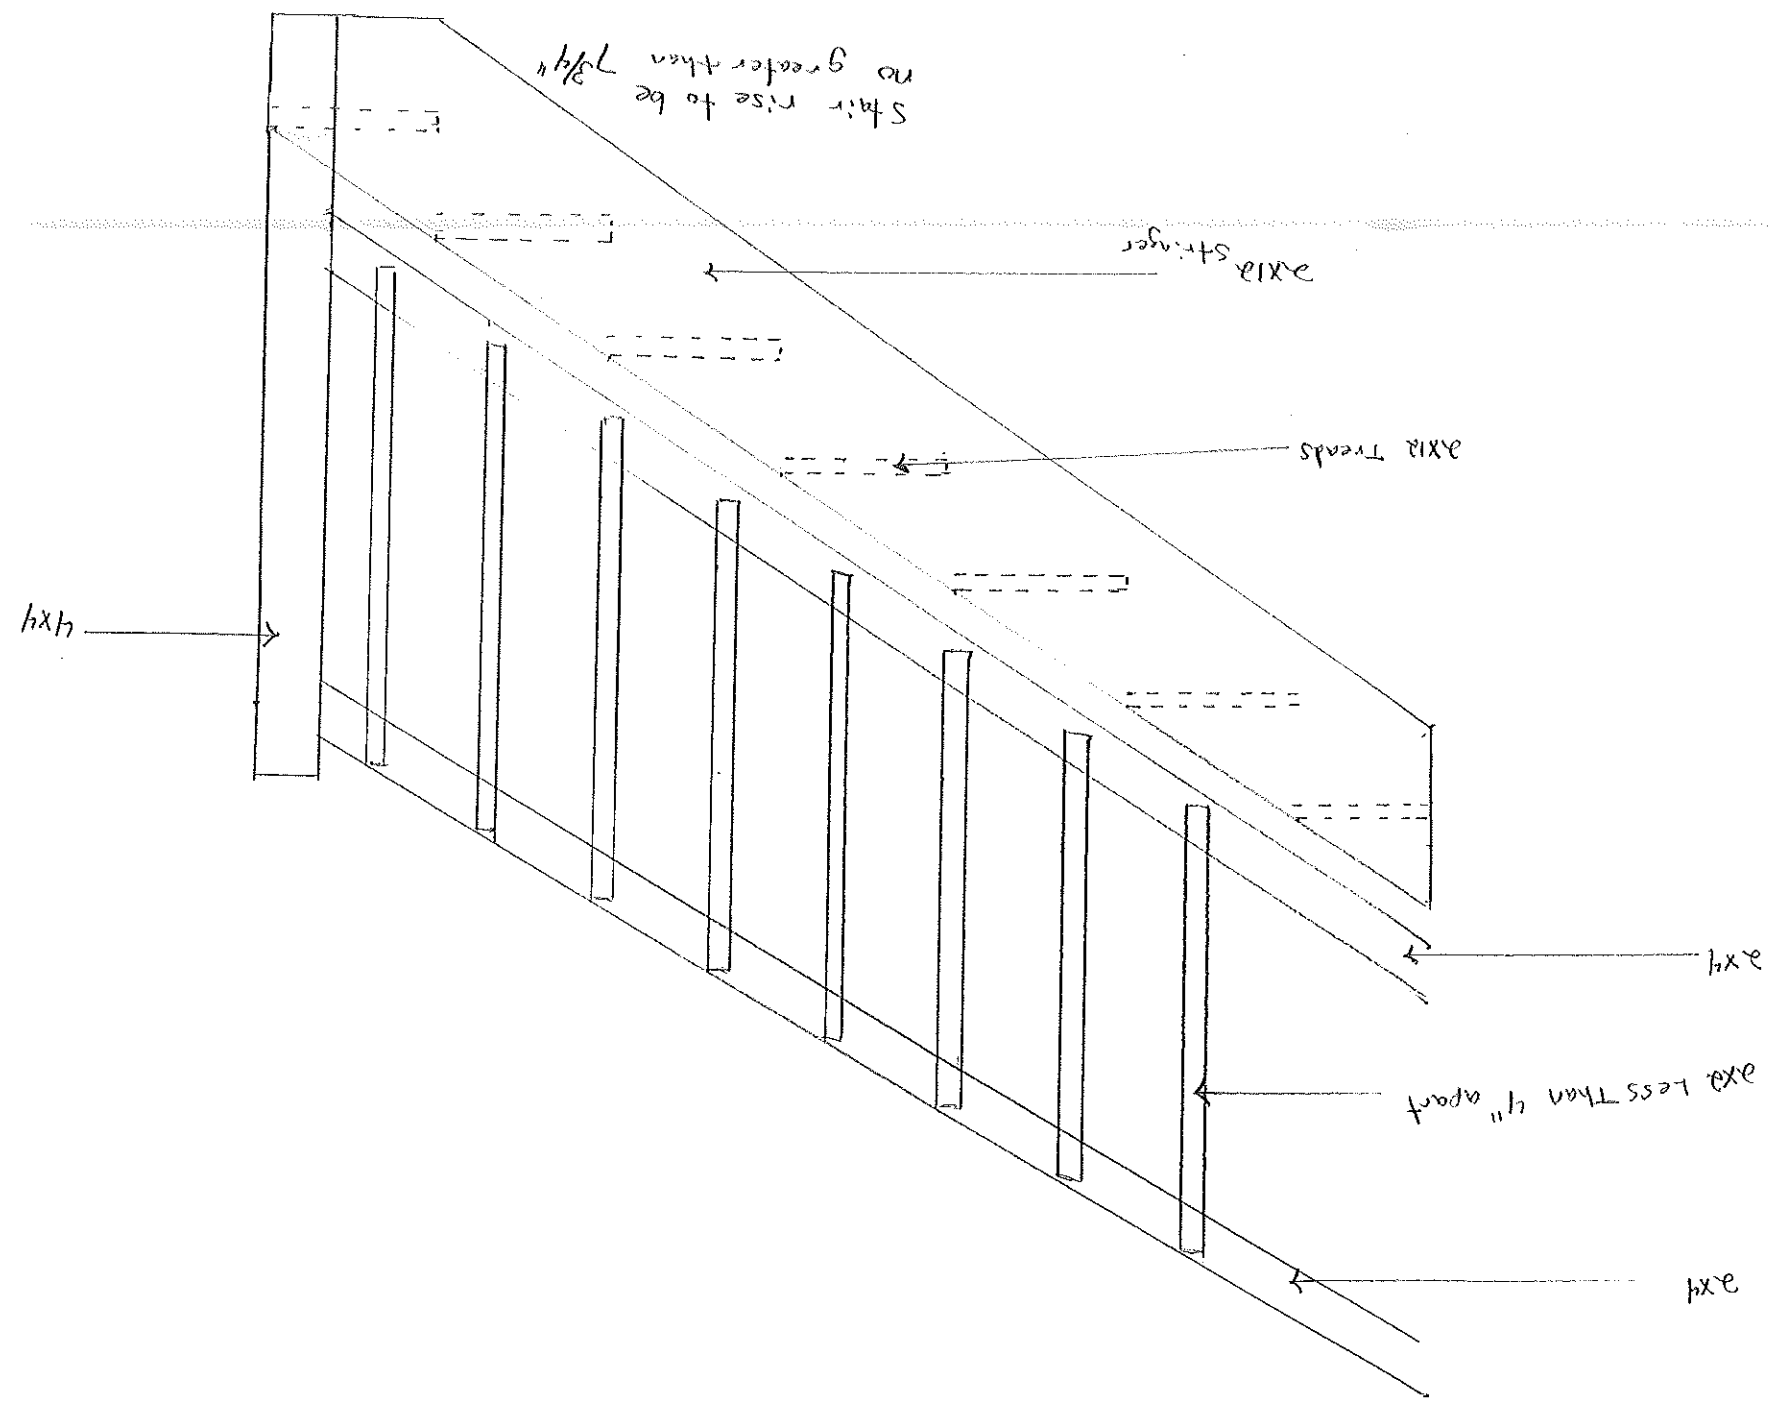 2x4
2x2 Less Than 4" apart
2x4
4x4
2x12 Treads
2x12 stringer
Stair rise to be
no greater than 7 3/4"